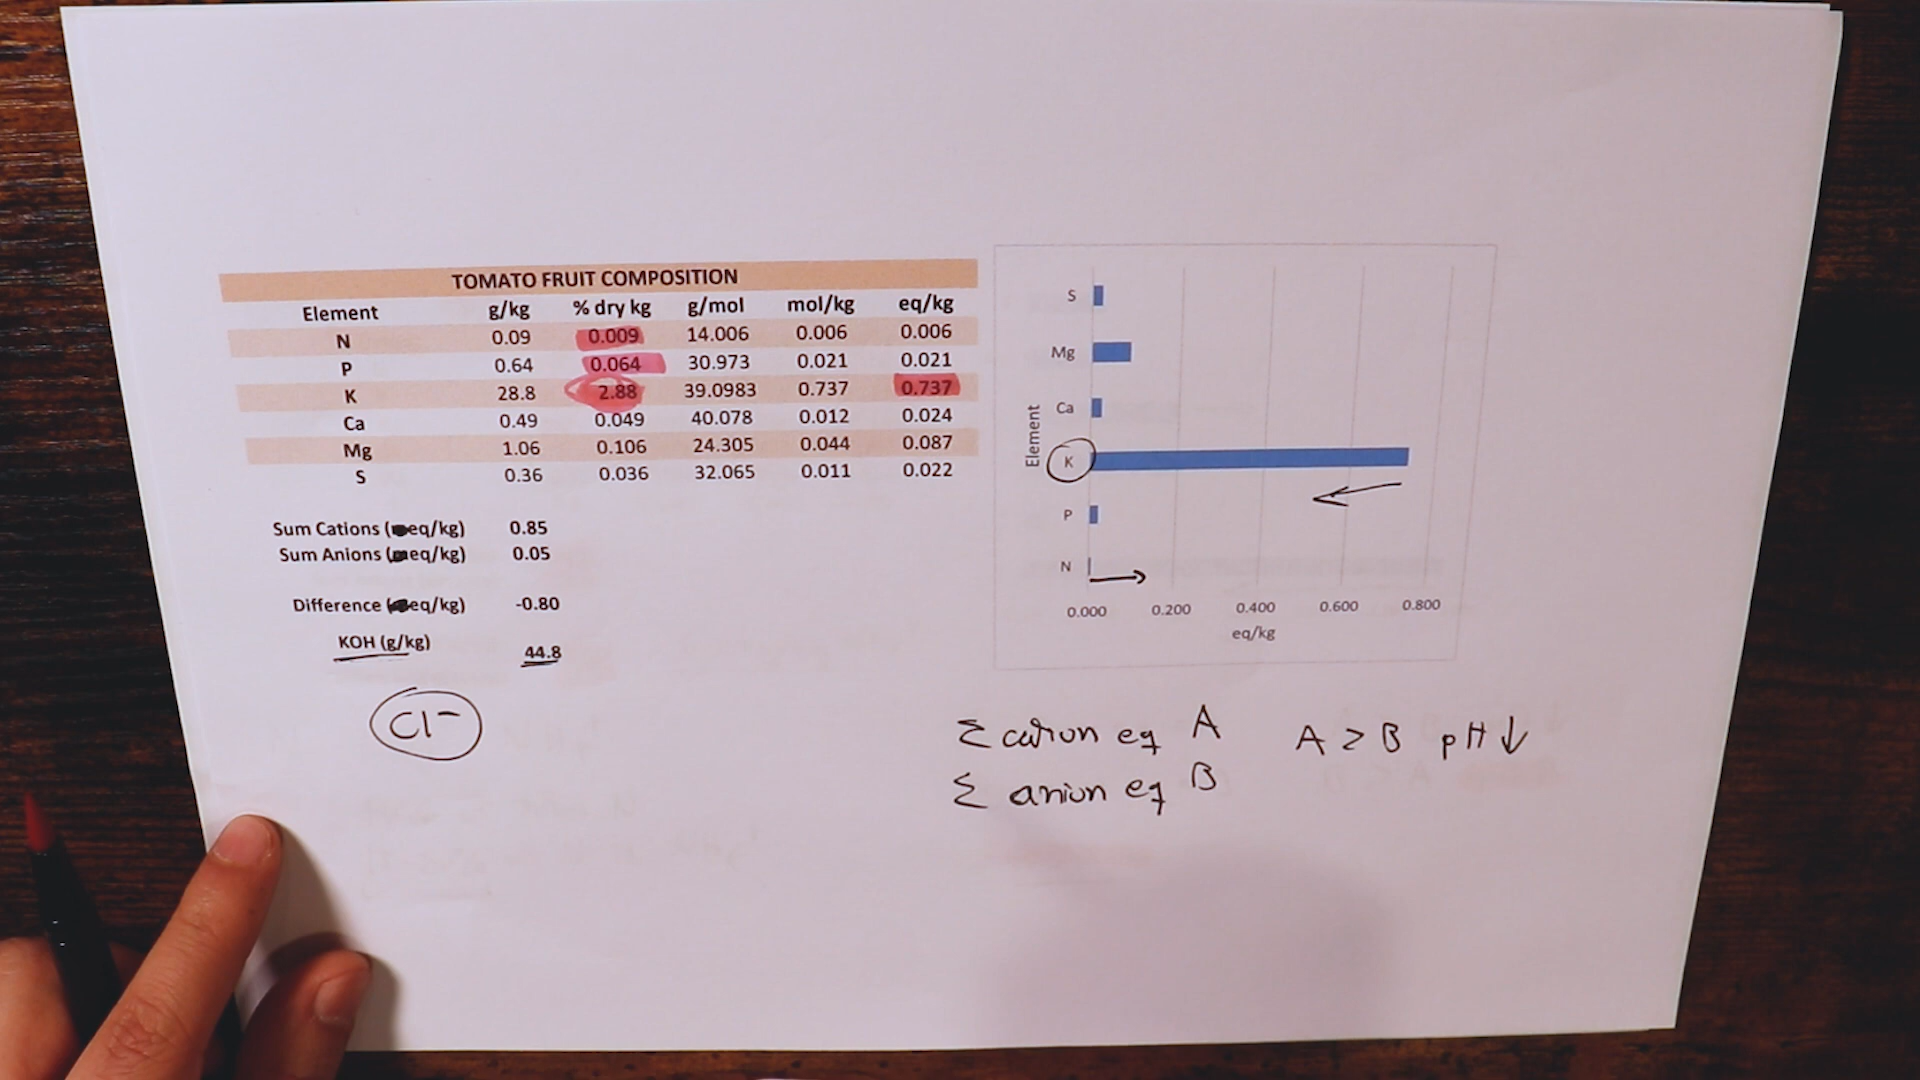 TOMATO FRUIT COMPOSITION
Element g/kg % dry kg g/mol mol/kg eq/kg
N 0.09 0.009 14.006 0.006 0.006
P 0.64 0.064 30.973 0.021 0.021
K 28.8 2.88 39.0983 0.737 0.737
Ca 0.49 0.049 40.078 0.012 0.024
Mg 1.06 0.106 24.305 0.044 0.087
S 0.36 0.036 32.065 0.011 0.022
Sum Cations (eq/kg) 0.85
Sum Anions (eq/kg) 0.05
Difference (eq/kg) -0.80
KOH (g/kg) 44.8
Cl-
S
Mg
Ca
K
P
N
Element
0.000 0.200 0.400 0.600 0.800
eq/kg
Σ cation eq A A > B pH ↓
Σ anion eq B